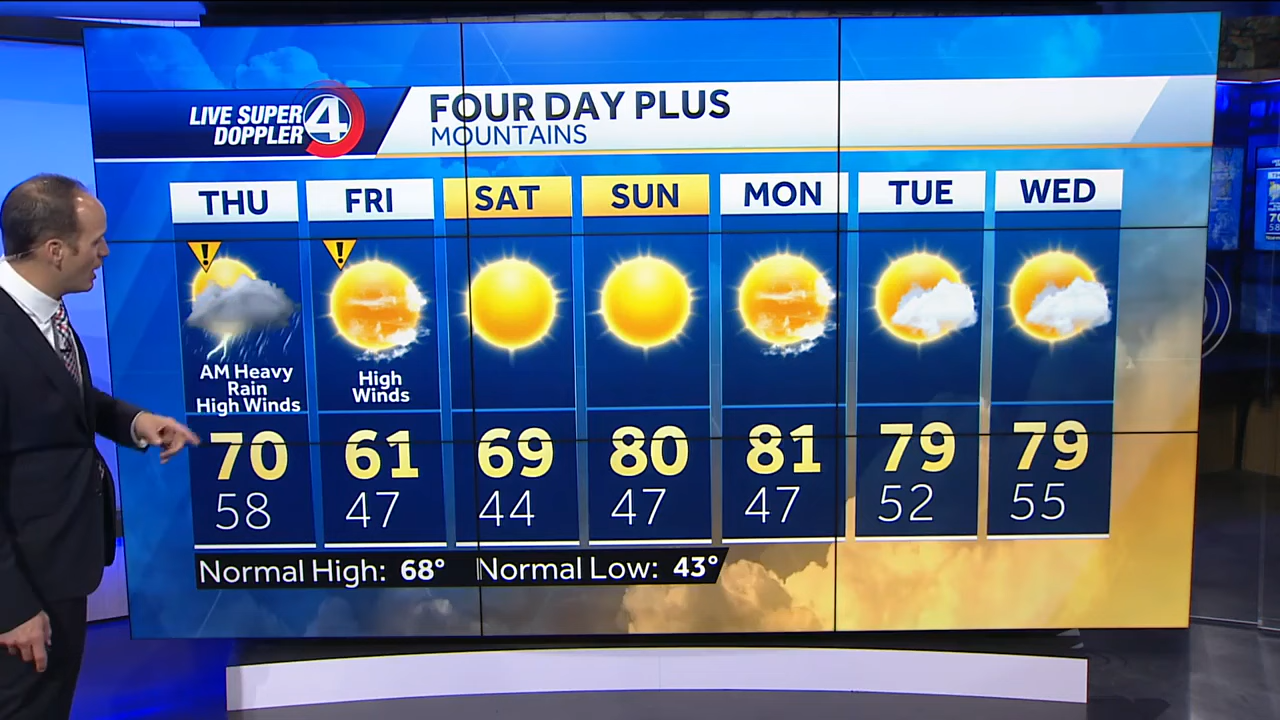 LIVE SUPER
DOPPLER 4
FOUR DAY PLUS
MOUNTAINS
THU FRI SAT SUN MON TUE WED
! !
AM Heavy
Rain
High Winds
High
Winds
70 61 69 80 81 79 79
58 47 44 47 47 52 55
Normal High: 68° Normal Low: 43°